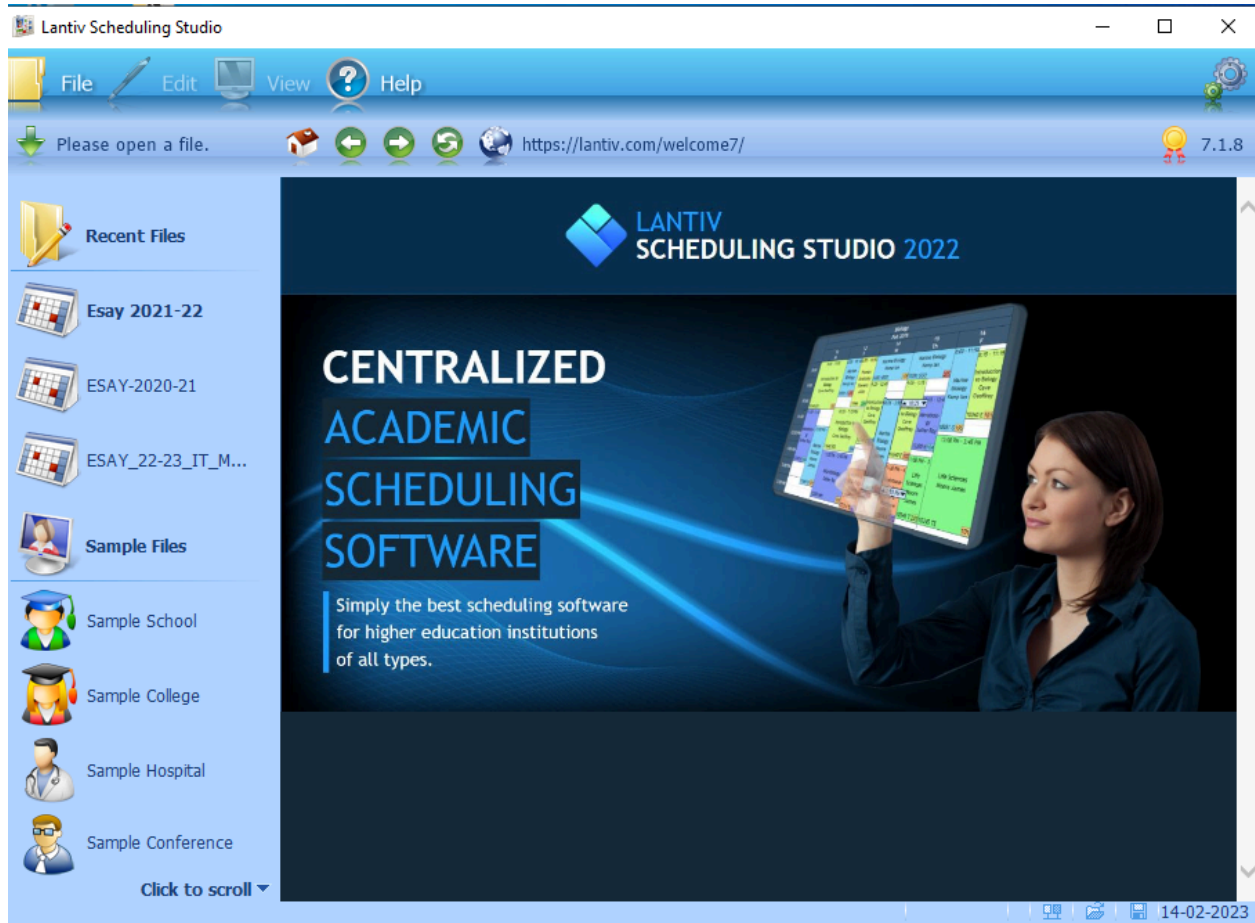 Lantiv Scheduling Studio
File Edit View Help
Please open a file.
https://lantiv.com/welcome7/
7.1.8
Recent Files
Esay 2021-22
ESAY-2020-21
ESAY_22-23_IT_M...
Sample Files
Sample School
Sample College
Sample Hospital
Sample Conference
Click to scroll
LANTIV
SCHEDULING STUDIO 2022
CENTRALIZED
ACADEMIC
SCHEDULING
SOFTWARE
Simply the best scheduling software
for higher education institutions
of all types.
14-02-2023